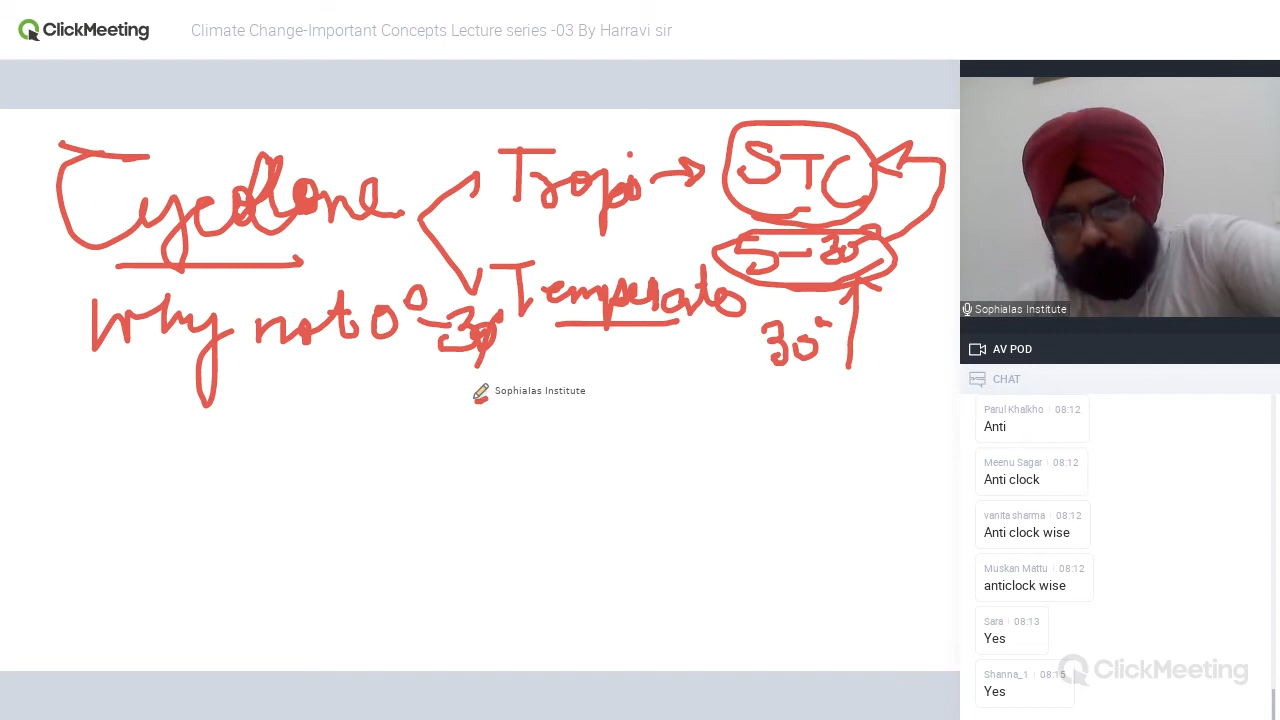 ClickMeeting
Climate Change-Important Concepts Lecture series -03 By Harravi sir
Cyclone
Tropi
STC
5-30
Temperate
30°
Why not 0°-30°
Sophialas Institute
Sophialas Institute
AV POD
CHAT
Parul Khalkho 08:12
Anti
Meenu Sagar 08:12
Anti clock
vanita sharma 08:12
Anti clock wise
Muskan Mattu 08:12
anticlock wise
Sara 08:13
Yes
Shanna_1 08:15
Yes
ClickMeeting